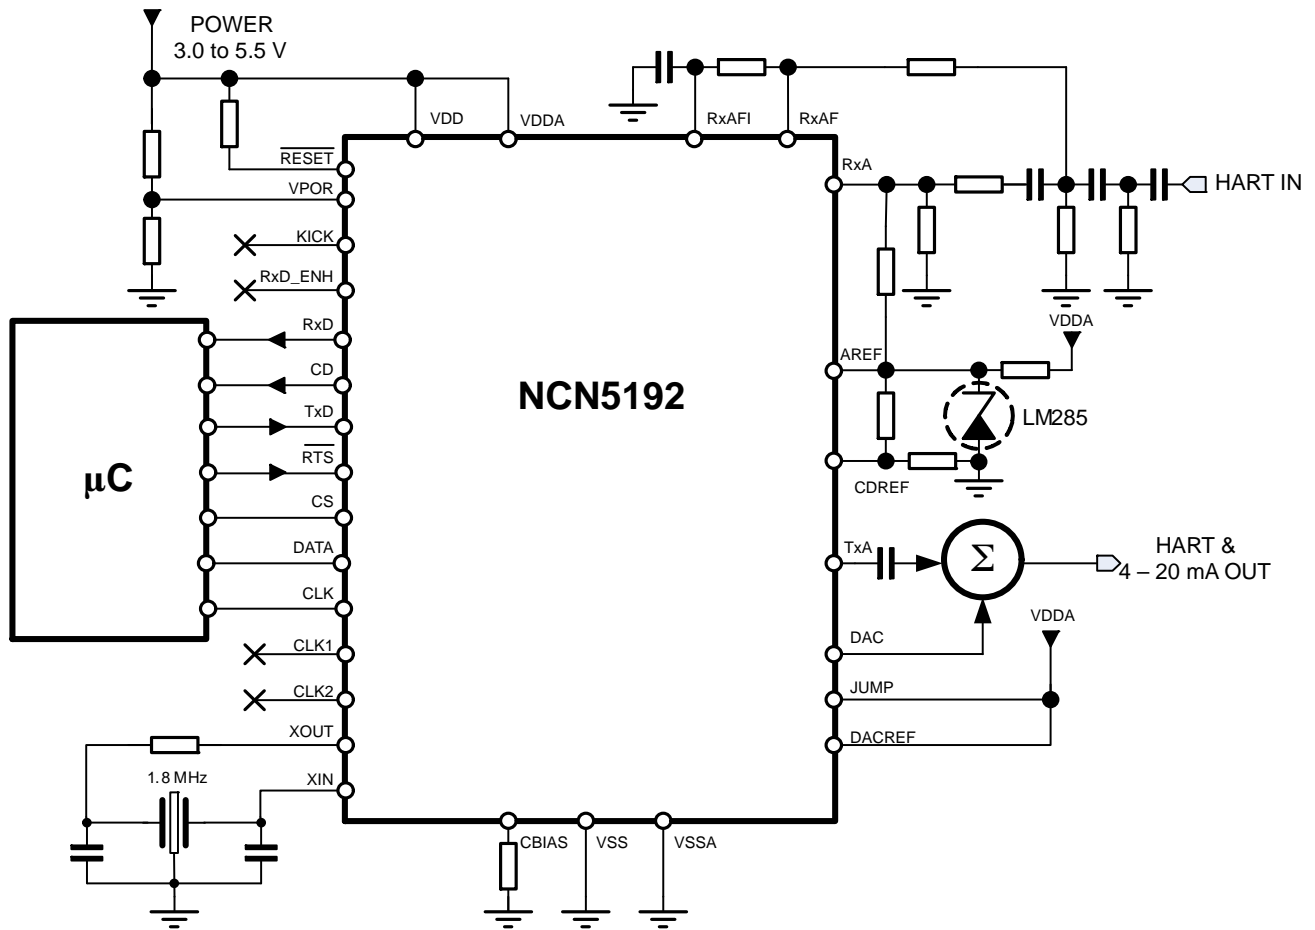 POWER
3.0 to 5.5 V
VDD
VDDA
RxAFI
RxAF
RESET
VPOR
KICK
RxD_ENH
RxD
CD
TxD
RTS
CS
DATA
CLK
CLK1
CLK2
XOUT
XIN
1.8 MHz
μC
NCN5192
RxA
HART IN
VDDA
AREF
LM285
CDREF
TxA
Σ
HART &
4 – 20 mA OUT
DAC
VDDA
JUMP
DACREF
CBIAS
VSS
VSSA